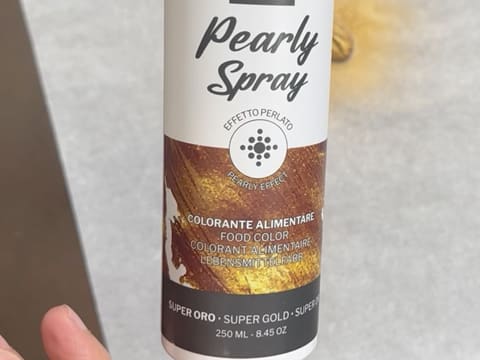 Pearly
Spray
EFFETTO PERLATO
PEARLY EFFECT
COLORANTE ALIMENTARE
FOOD COLOR
COLORANT ALIMENTAIRE
LEBENSMITTELFARBE
SUPER ORO · SUPER GOLD · SUPER
250 ML - 8.45 OZ